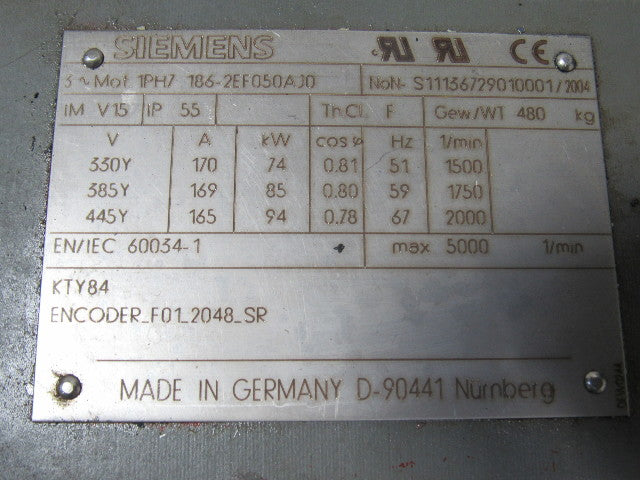 SIEMENS CE
3~Mot. 1PH7 186-2EF050AJ0 No N- S11136729010001/2004
IM V15 IP 55 Th.Cl. F Gew/WT 480 kg
V A kW cos φ Hz 1/min
330Y 170 74 0.81 51 1500
385Y 169 85 0.80 59 1750
445Y 165 94 0.78 67 2000
EN/IEC 60034-1 max 5000 1/min
KTY84
ENCODER_F01_2048_SR
MADE IN GERMANY D-90441 Nürnberg